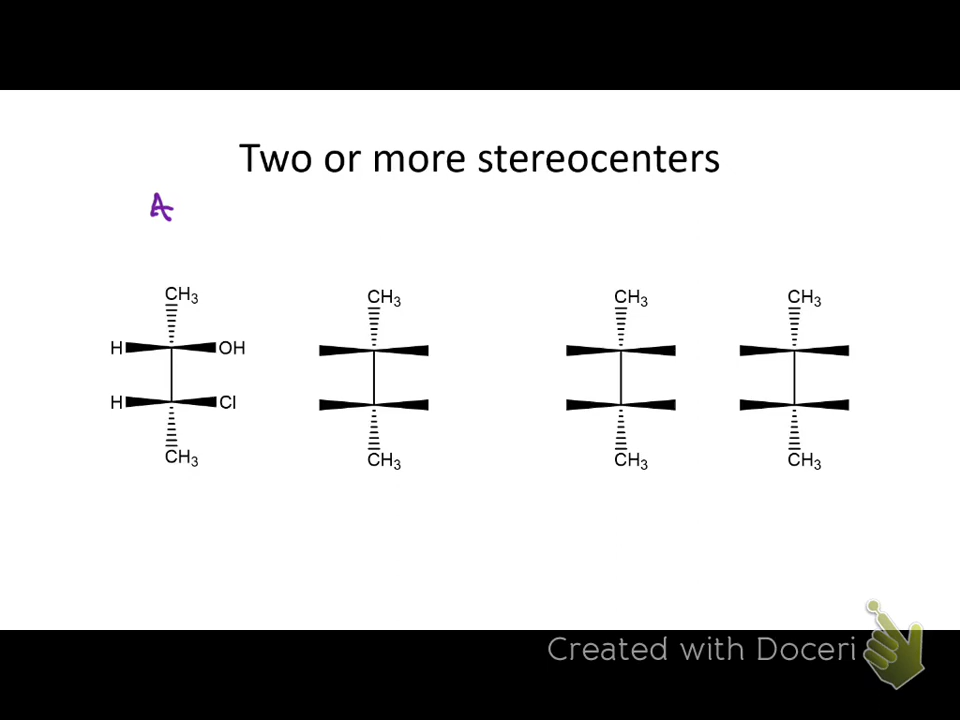 Two or more stereocenters
A
CH3 CH3 CH3 CH3
H OH
H Cl
CH3 CH3 CH3 CH3
Created with Doceri